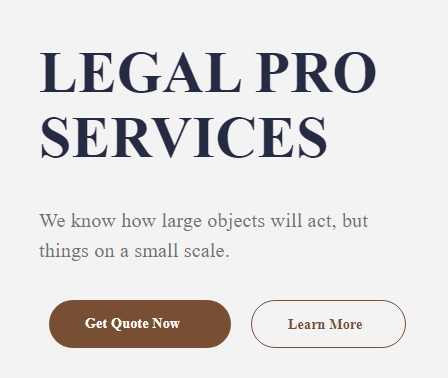 LEGAL PRO
SERVICES
We know how large objects will act, but
things on a small scale.
Get Quote Now
Learn More